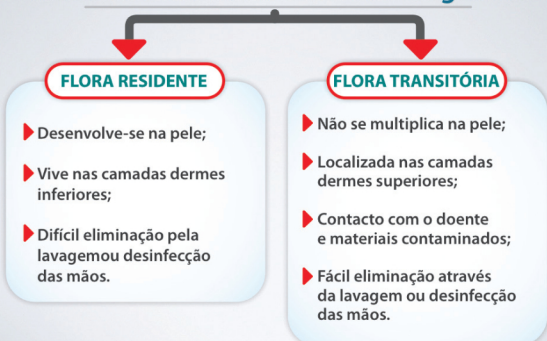 FLORA RESIDENTE
Desenvolve-se na pele;
Vive nas camadas dermes
inferiores;
Difícil eliminação pela
lavagemou desinfecção
das mãos.
FLORA TRANSITÓRIA
Não se multiplica na pele;
Localizada nas camadas
dermes superiores;
Contacto com o doente
e materiais contaminados;
Fácil eliminação através
da lavagem ou desinfecção
das mãos.